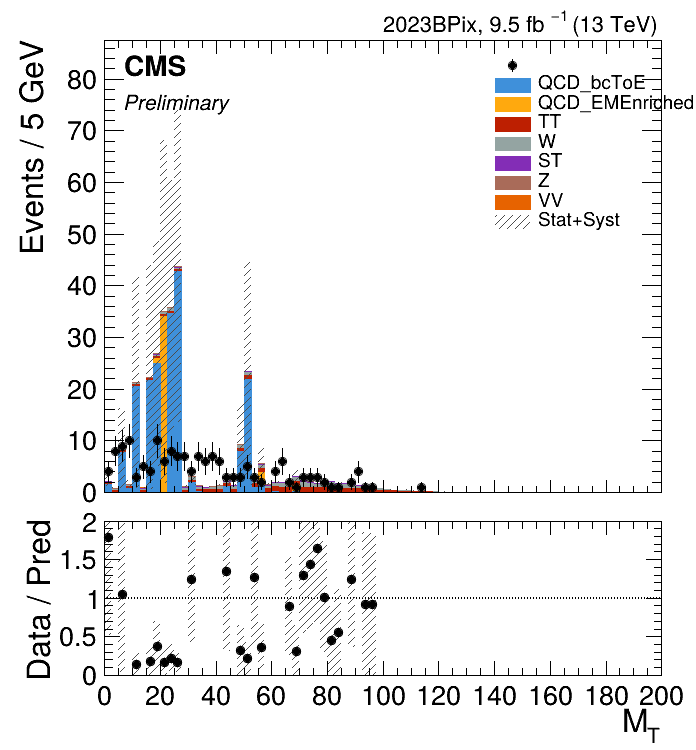 2023BPix, 9.5 fb⁻¹ (13 TeV)
CMS
Preliminary
Events / 5 GeV
80
70
60
50
40
30
20
10
0
QCD_bcToE
QCD_EMEnriched
TT
W
ST
Z
VV
Stat+Syst
Data / Pred
2
1.5
1
0.5
0
0 20 40 60 80 100 120 140 160 180 200
M_T